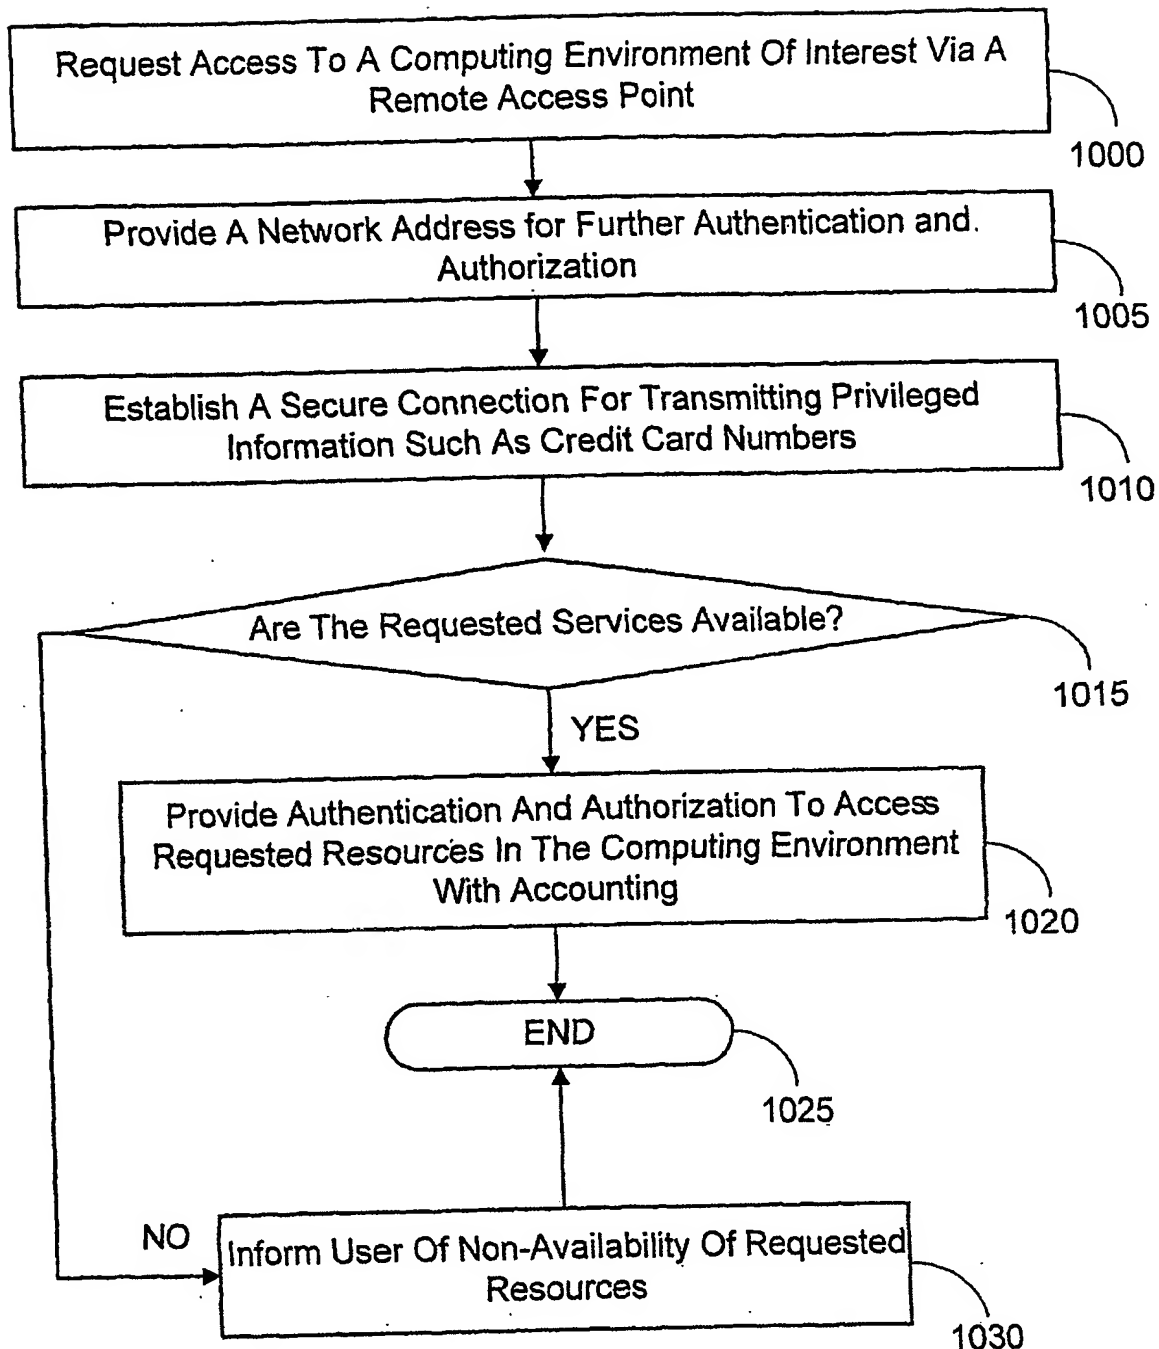 Request Access To A Computing Environment Of Interest Via A
Remote Access Point
1000
Provide A Network Address for Further Authentication and.
Authorization
1005
Establish A Secure Connection For Transmitting Privileged
Information Such As Credit Card Numbers
1010
Are The Requested Services Available?
1015
YES
Provide Authentication And Authorization To Access
Requested Resources In The Computing Environment
With Accounting
1020
END
1025
NO
Inform User Of Non-Availability Of Requested
Resources
1030